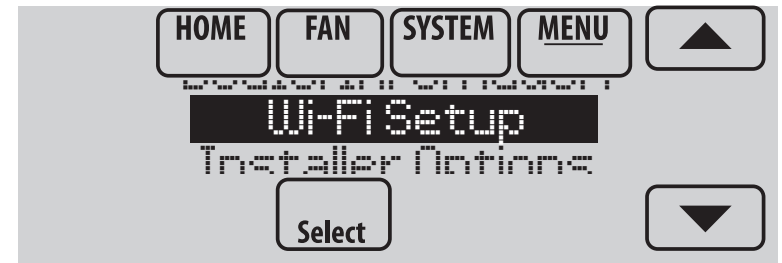 HOME FAN SYSTEM MENU
Wi-Fi Setup
Installer Options
Select